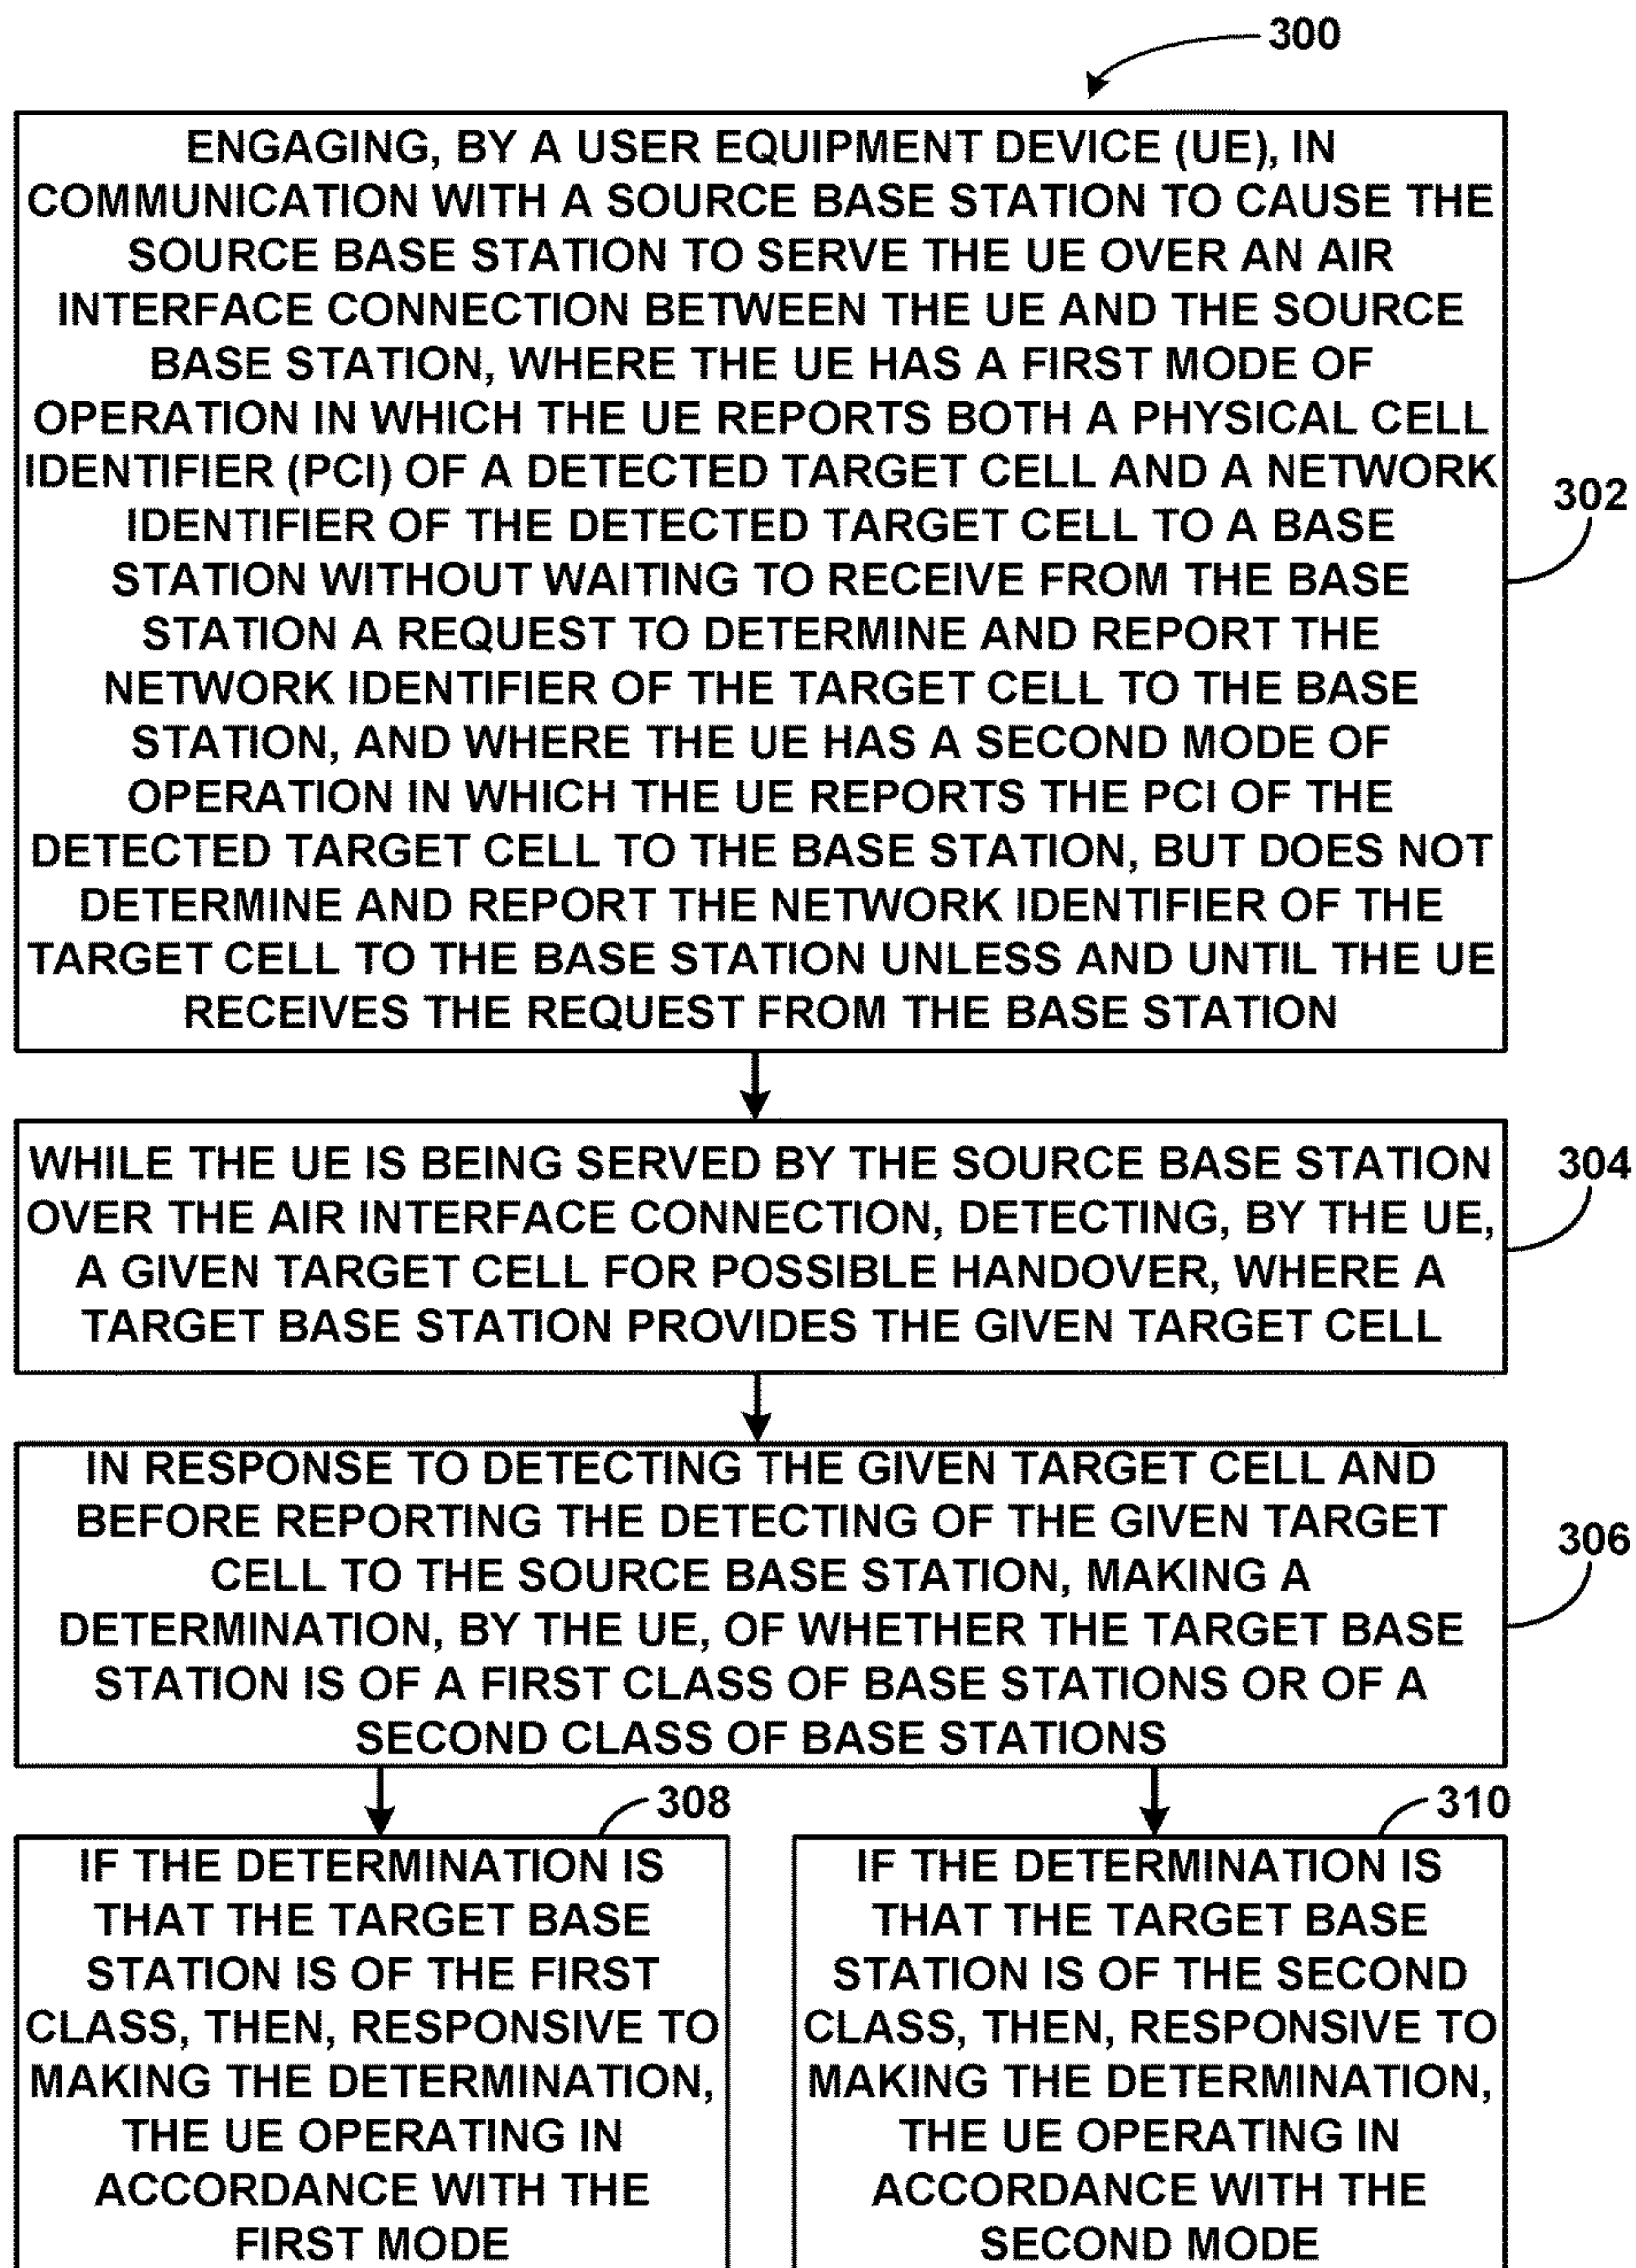 300
ENGAGING, BY A USER EQUIPMENT DEVICE (UE), IN
COMMUNICATION WITH A SOURCE BASE STATION TO CAUSE THE
SOURCE BASE STATION TO SERVE THE UE OVER AN AIR
INTERFACE CONNECTION BETWEEN THE UE AND THE SOURCE
BASE STATION, WHERE THE UE HAS A FIRST MODE OF
OPERATION IN WHICH THE UE REPORTS BOTH A PHYSICAL CELL
IDENTIFIER (PCI) OF A DETECTED TARGET CELL AND A NETWORK
IDENTIFIER OF THE DETECTED TARGET CELL TO A BASE
STATION WITHOUT WAITING TO RECEIVE FROM THE BASE
STATION A REQUEST TO DETERMINE AND REPORT THE
NETWORK IDENTIFIER OF THE TARGET CELL TO THE BASE
STATION, AND WHERE THE UE HAS A SECOND MODE OF
OPERATION IN WHICH THE UE REPORTS THE PCI OF THE
DETECTED TARGET CELL TO THE BASE STATION, BUT DOES NOT
DETERMINE AND REPORT THE NETWORK IDENTIFIER OF THE
TARGET CELL TO THE BASE STATION UNLESS AND UNTIL THE UE
RECEIVES THE REQUEST FROM THE BASE STATION
302
WHILE THE UE IS BEING SERVED BY THE SOURCE BASE STATION
OVER THE AIR INTERFACE CONNECTION, DETECTING, BY THE UE,
A GIVEN TARGET CELL FOR POSSIBLE HANDOVER, WHERE A
TARGET BASE STATION PROVIDES THE GIVEN TARGET CELL
304
IN RESPONSE TO DETECTING THE GIVEN TARGET CELL AND
BEFORE REPORTING THE DETECTING OF THE GIVEN TARGET
CELL TO THE SOURCE BASE STATION, MAKING A
DETERMINATION, BY THE UE, OF WHETHER THE TARGET BASE
STATION IS OF A FIRST CLASS OF BASE STATIONS OR OF A
SECOND CLASS OF BASE STATIONS
306
308
IF THE DETERMINATION IS
THAT THE TARGET BASE
STATION IS OF THE FIRST
CLASS, THEN, RESPONSIVE TO
MAKING THE DETERMINATION,
THE UE OPERATING IN
ACCORDANCE WITH THE
FIRST MODE
310
IF THE DETERMINATION IS
THAT THE TARGET BASE
STATION IS OF THE SECOND
CLASS, THEN, RESPONSIVE TO
MAKING THE DETERMINATION,
THE UE OPERATING IN
ACCORDANCE WITH THE
SECOND MODE